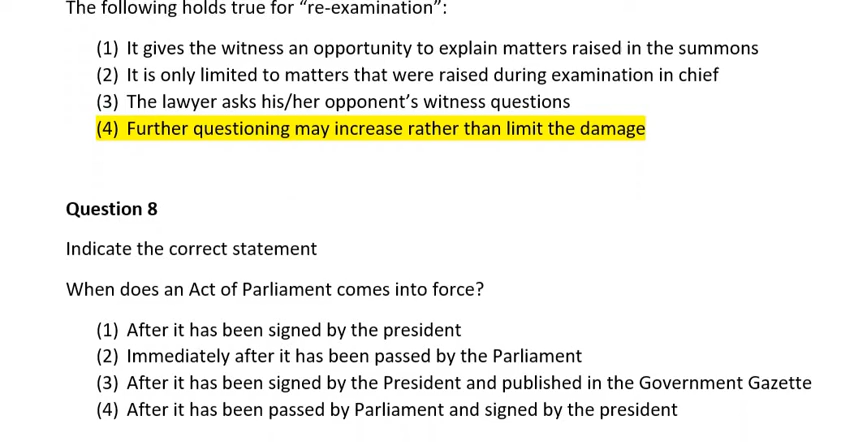 The following holds true for “re-examination”:
(1) It gives the witness an opportunity to explain matters raised in the summons
(2) It is only limited to matters that were raised during examination in chief
(3) The lawyer asks his/her opponent’s witness questions
(4) Further questioning may increase rather than limit the damage
Question 8
Indicate the correct statement
When does an Act of Parliament comes into force?
(1) After it has been signed by the president
(2) Immediately after it has been passed by the Parliament
(3) After it has been signed by the President and published in the Government Gazette
(4) After it has been passed by Parliament and signed by the president